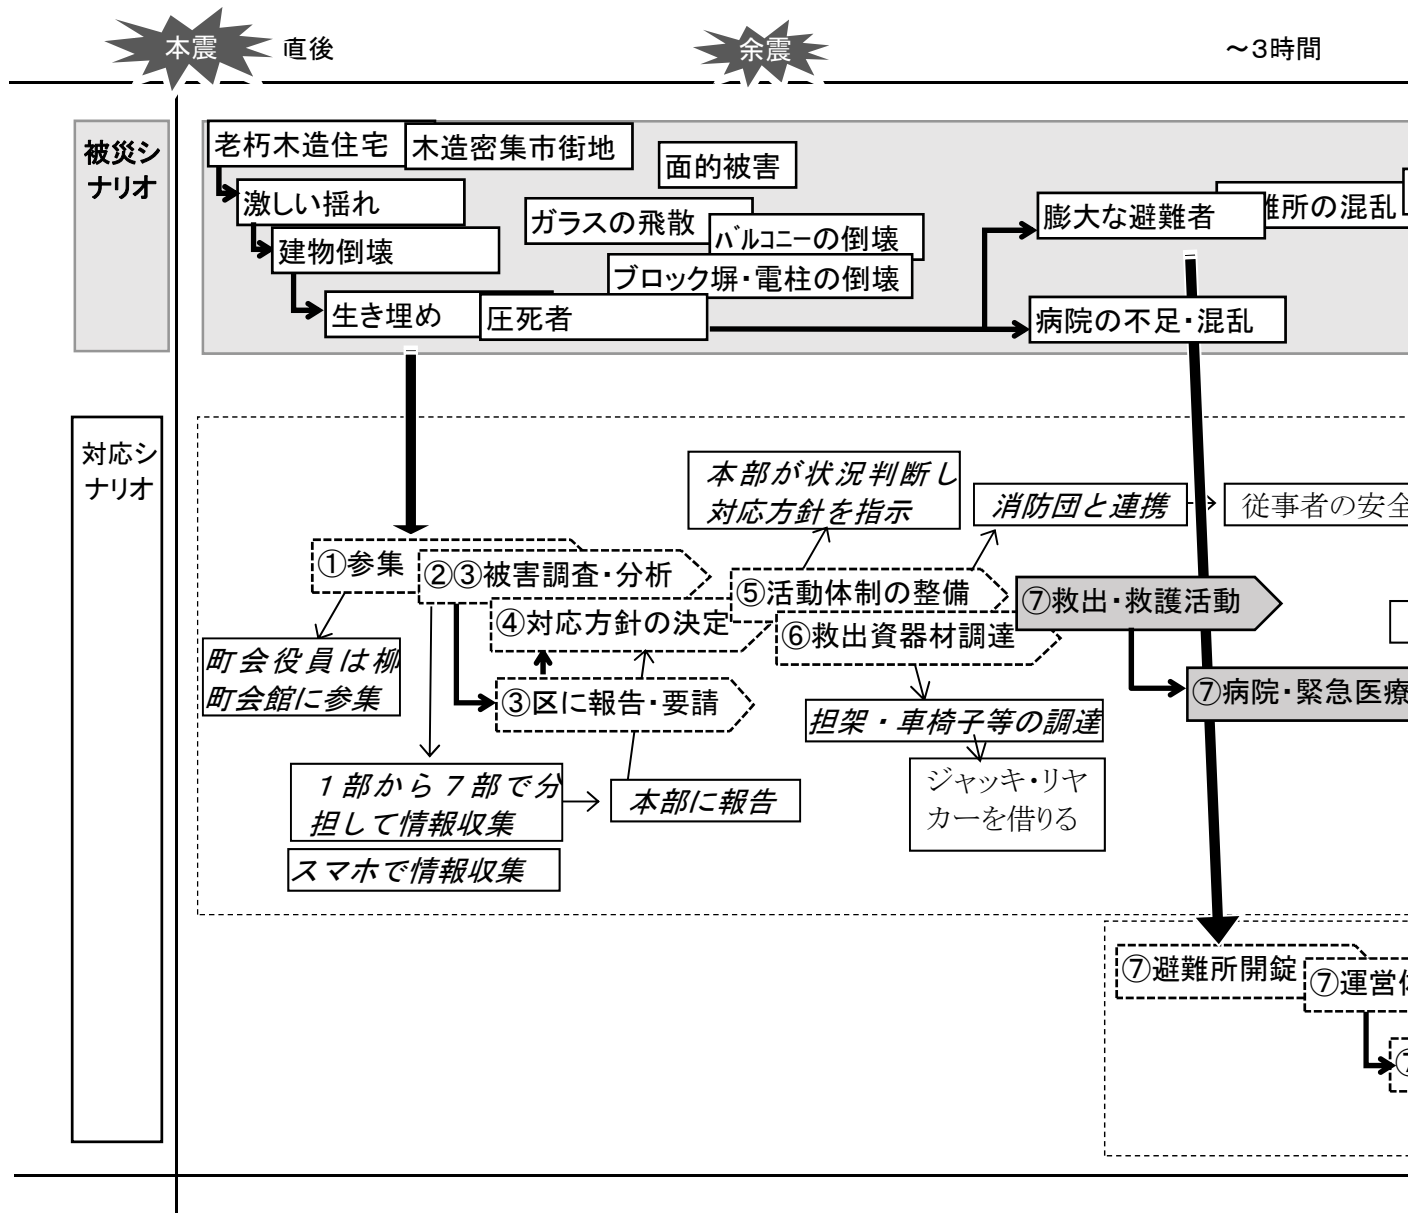 本震
直後
余震
～3時間
被災シ
ナリオ
老朽木造住宅
木造密集市街地
面的被害
激しい揺れ
ガラスの飛散
バルコニーの倒壊
建物倒壊
ブロック塀・電柱の倒壊
生き埋め
圧死者
膨大な避難者
難所の混乱
病院の不足・混乱
対応シ
ナリオ
本部が状況判断し
対応方針を指示
消防団と連携
従事者の安全
①参集
②③被害調査・分析
④対応方針の決定
⑤活動体制の整備
⑥救出資器材調達
⑦救出・救護活動
町会役員は柳
町会館に参集
③区に報告・要請
⑦病院・緊急医療
担架・車椅子等の調達
１部から７部で分
担して情報収集
本部に報告
ジャッキ・リヤ
カーを借りる
スマホで情報収集
⑦避難所開錠
⑦運営